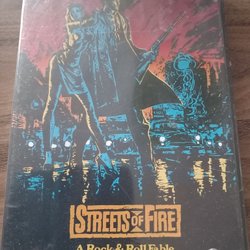 STREETS OF FIRE
A Rock & Roll Fable